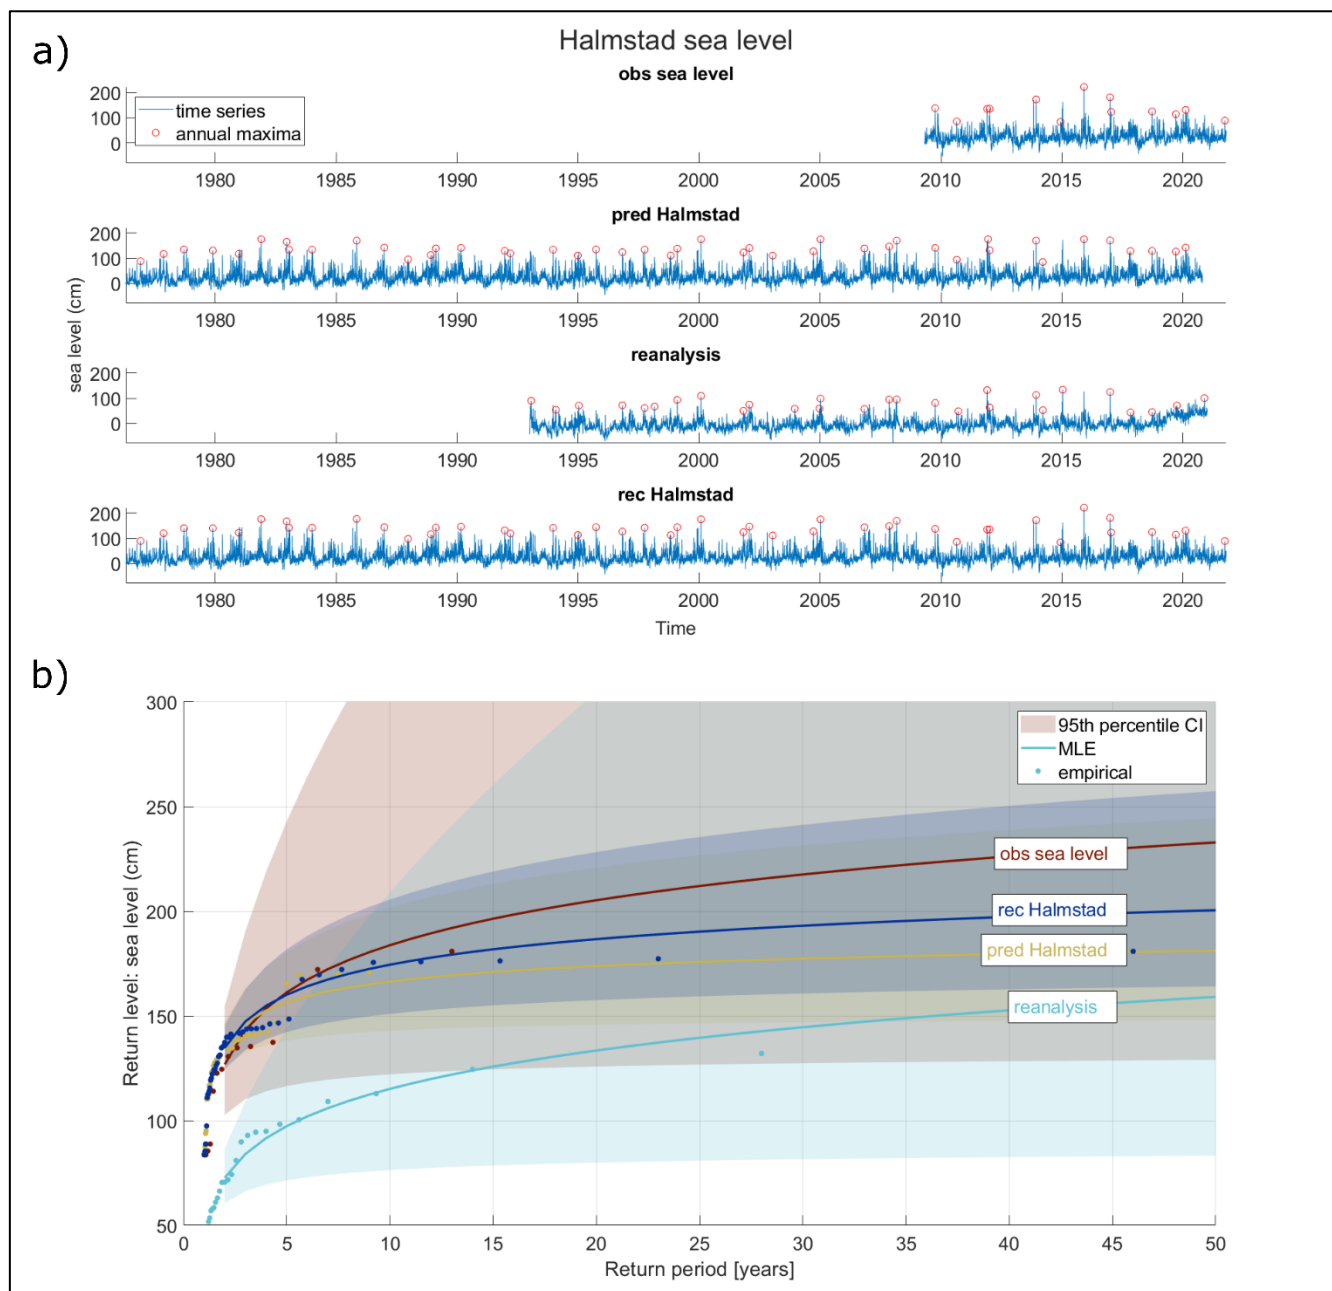 a)
Halmstad sea level
obs sea level
200
100
0
time series
annual maxima
1980 1985 1990 1995 2000 2005 2010 2015 2020
pred Halmstad
200
100
0
1980 1985 1990 1995 2000 2005 2010 2015 2020
sea level (cm)
reanalysis
200
100
0
1980 1985 1990 1995 2000 2005 2010 2015 2020
rec Halmstad
200
100
0
1980 1985 1990 1995 2000 2005 2010 2015 2020
Time
b)
300
250
200
150
100
50
Return level: sea level (cm)
95th percentile CI
MLE
empirical
obs sea level
rec Halmstad
pred Halmstad
reanalysis
0 5 10 15 20 25 30 35 40 45 50
Return period [years]